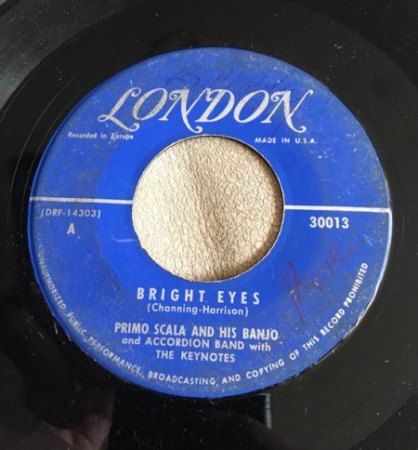 LONDON
Recorded in Europe
MADE IN U.S.A.
(DRF-14303)
A
30013
BRIGHT EYES
(Channing-Harrison)
PRIMO SCALA AND HIS BANJO
and ACCORDION BAND with
THE KEYNOTES
UNAUTHORIZED PUBLIC PERFORMANCE, BROADCASTING AND COPYING OF THIS RECORD PROHIBITED